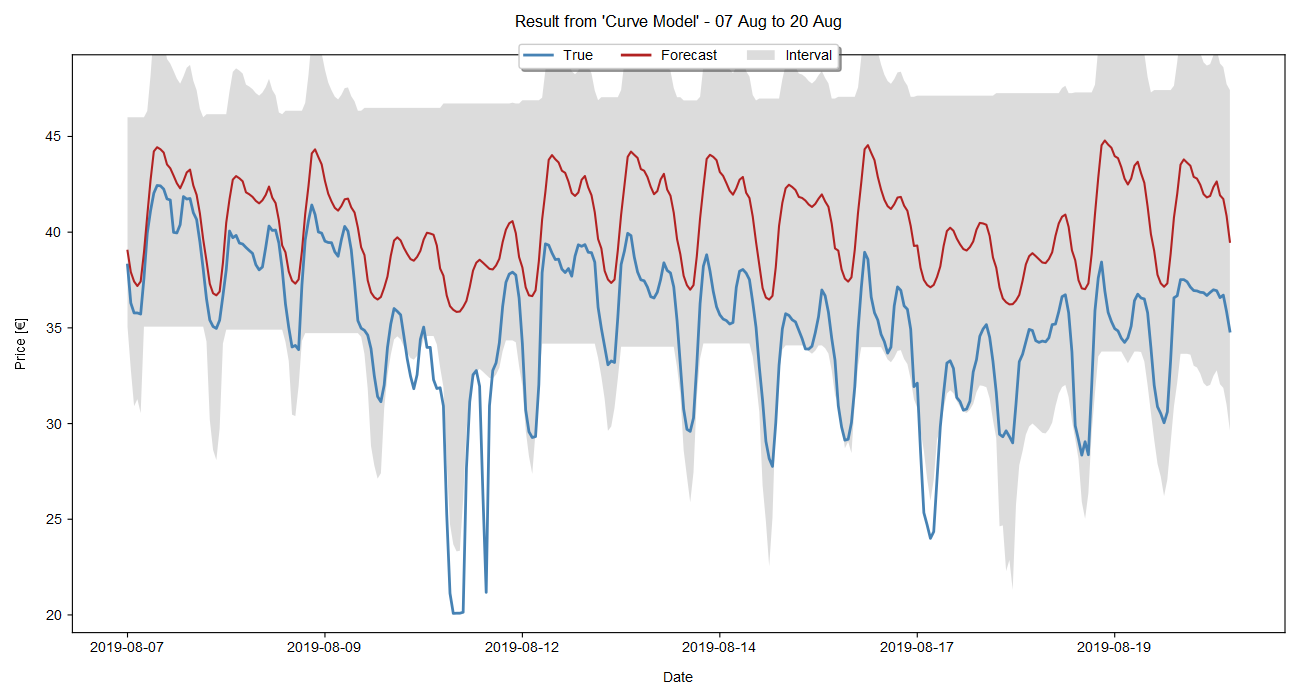 Result from 'Curve Model' - 07 Aug to 20 Aug
True Forecast Interval
45
40
35
30
25
20
Price [€]
2019-08-07 2019-08-09 2019-08-12 2019-08-14 2019-08-17 2019-08-19
Date